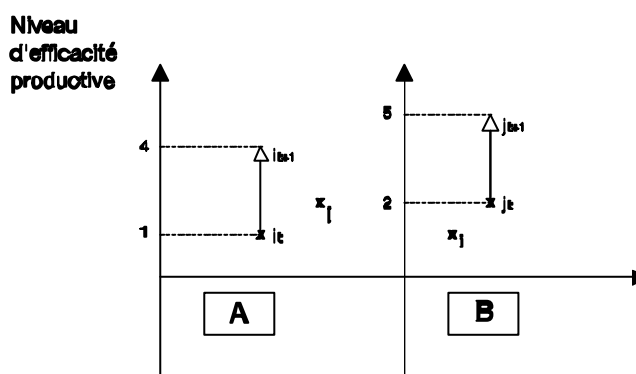 Niveau
d'efficacité
productive
4
i t+1
x j
1
x i t
A
5
j t+1
2
x j t
x i
B